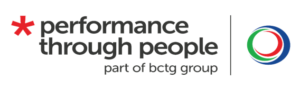 * performance
through people
part of bctg group